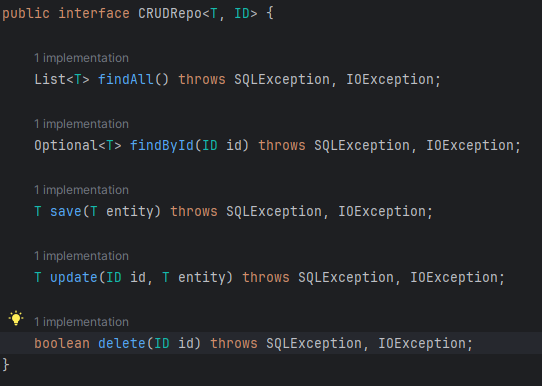 public interface CRUDRepo<T, ID> {
1 implementation
List<T> findAll() throws SQLException, IOException;
1 implementation
Optional<T> findById(ID id) throws SQLException, IOException;
1 implementation
T save(T entity) throws SQLException, IOException;
1 implementation
T update(ID id, T entity) throws SQLException, IOException;
1 implementation
boolean delete(ID id) throws SQLException, IOException;
}